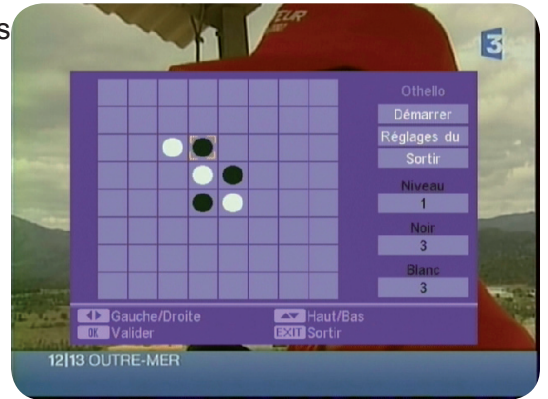 s
3
Othello
Démarrer
Réglages du
Sortir
Niveau
1
Noir
3
Blanc
3
Gauche/Droite
Haut/Bas
OK Valider
EXIT Sortir
12|13 OUTRE-MER